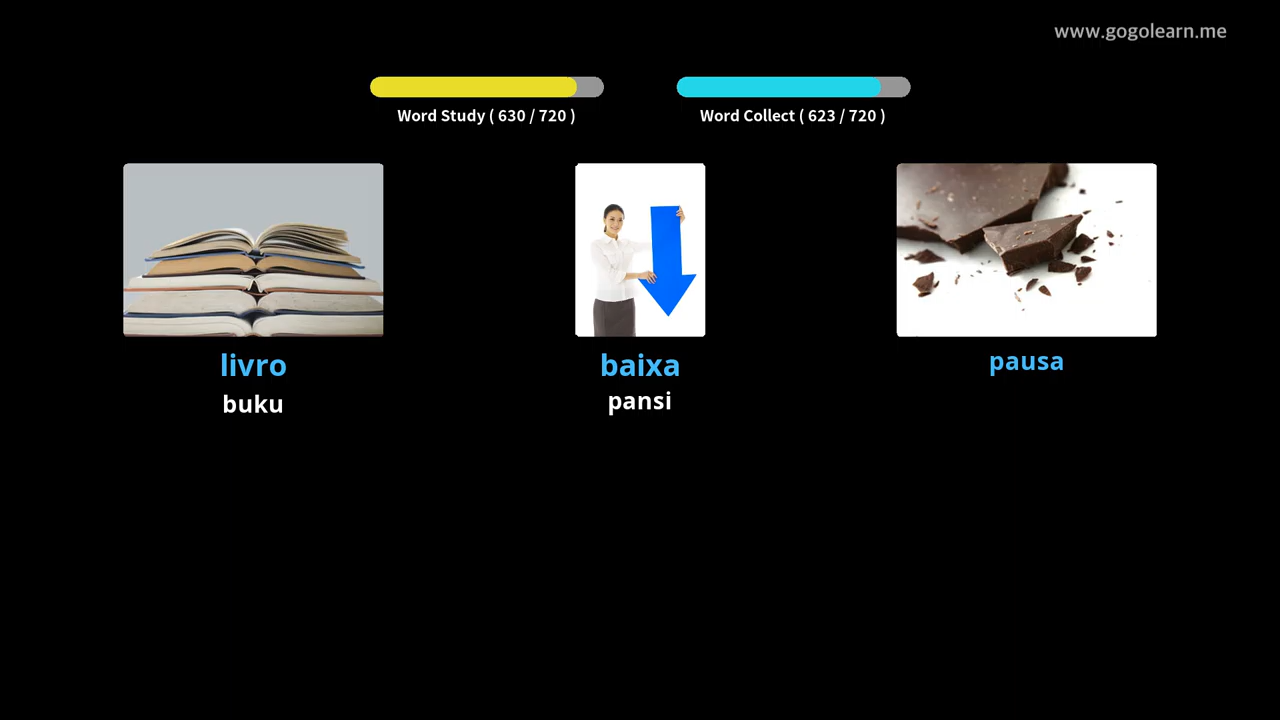 www.gogolearn.me
Word Study ( 630 / 720 )
Word Collect ( 623 / 720 )
livro
buku
baixa
pansi
pausa